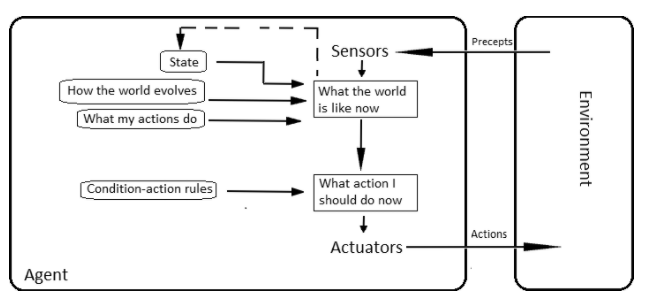 Precepts
Sensors
State
How the world evolves
What the world
is like now
What my actions do
Environment
Condition-action rules
What action I
should do now
Actions
Actuators
Agent